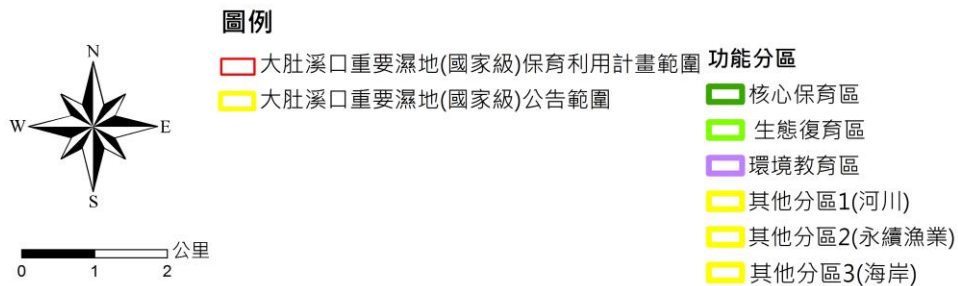 圖例
大肚溪口重要濕地(國家級)保育利用計畫範圍
大肚溪口重要濕地(國家級)公告範圍
功能分區
核心保育區
生態復育區
環境教育區
其他分區1(河川)
其他分區2(永續漁業)
其他分區3(海岸)
N
W
E
S
公里
0 1 2